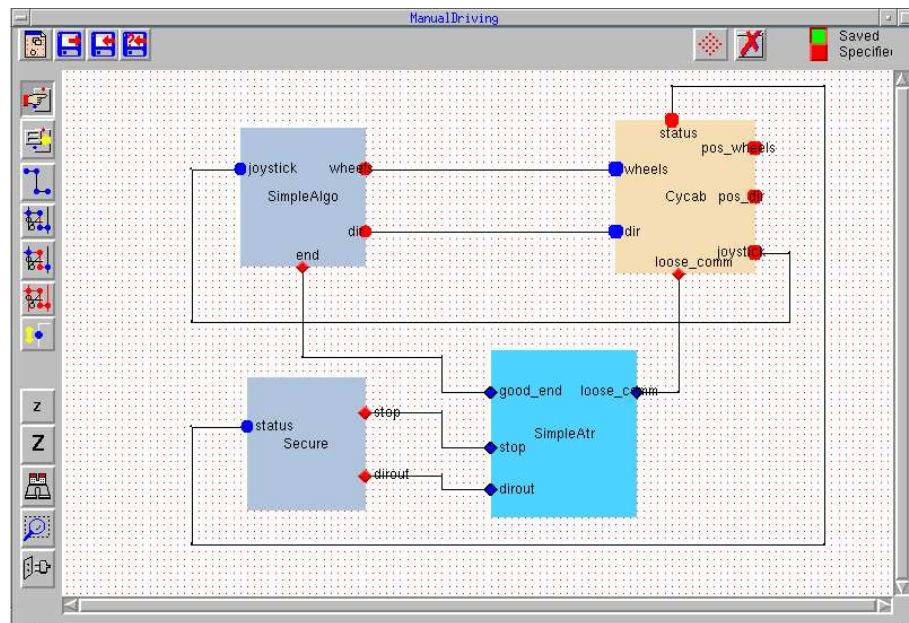 ManualDriving
Saved
Specifie
status
pos_wheels
joystick
wheels
wheels
SimpleAlgo
Cycab
pos_dir
dir
dir
joystick
end
loose_comm
good_end
loose_comm
stop
status
SimpleAtr
Secure
stop
dirout
dirout
z
Z